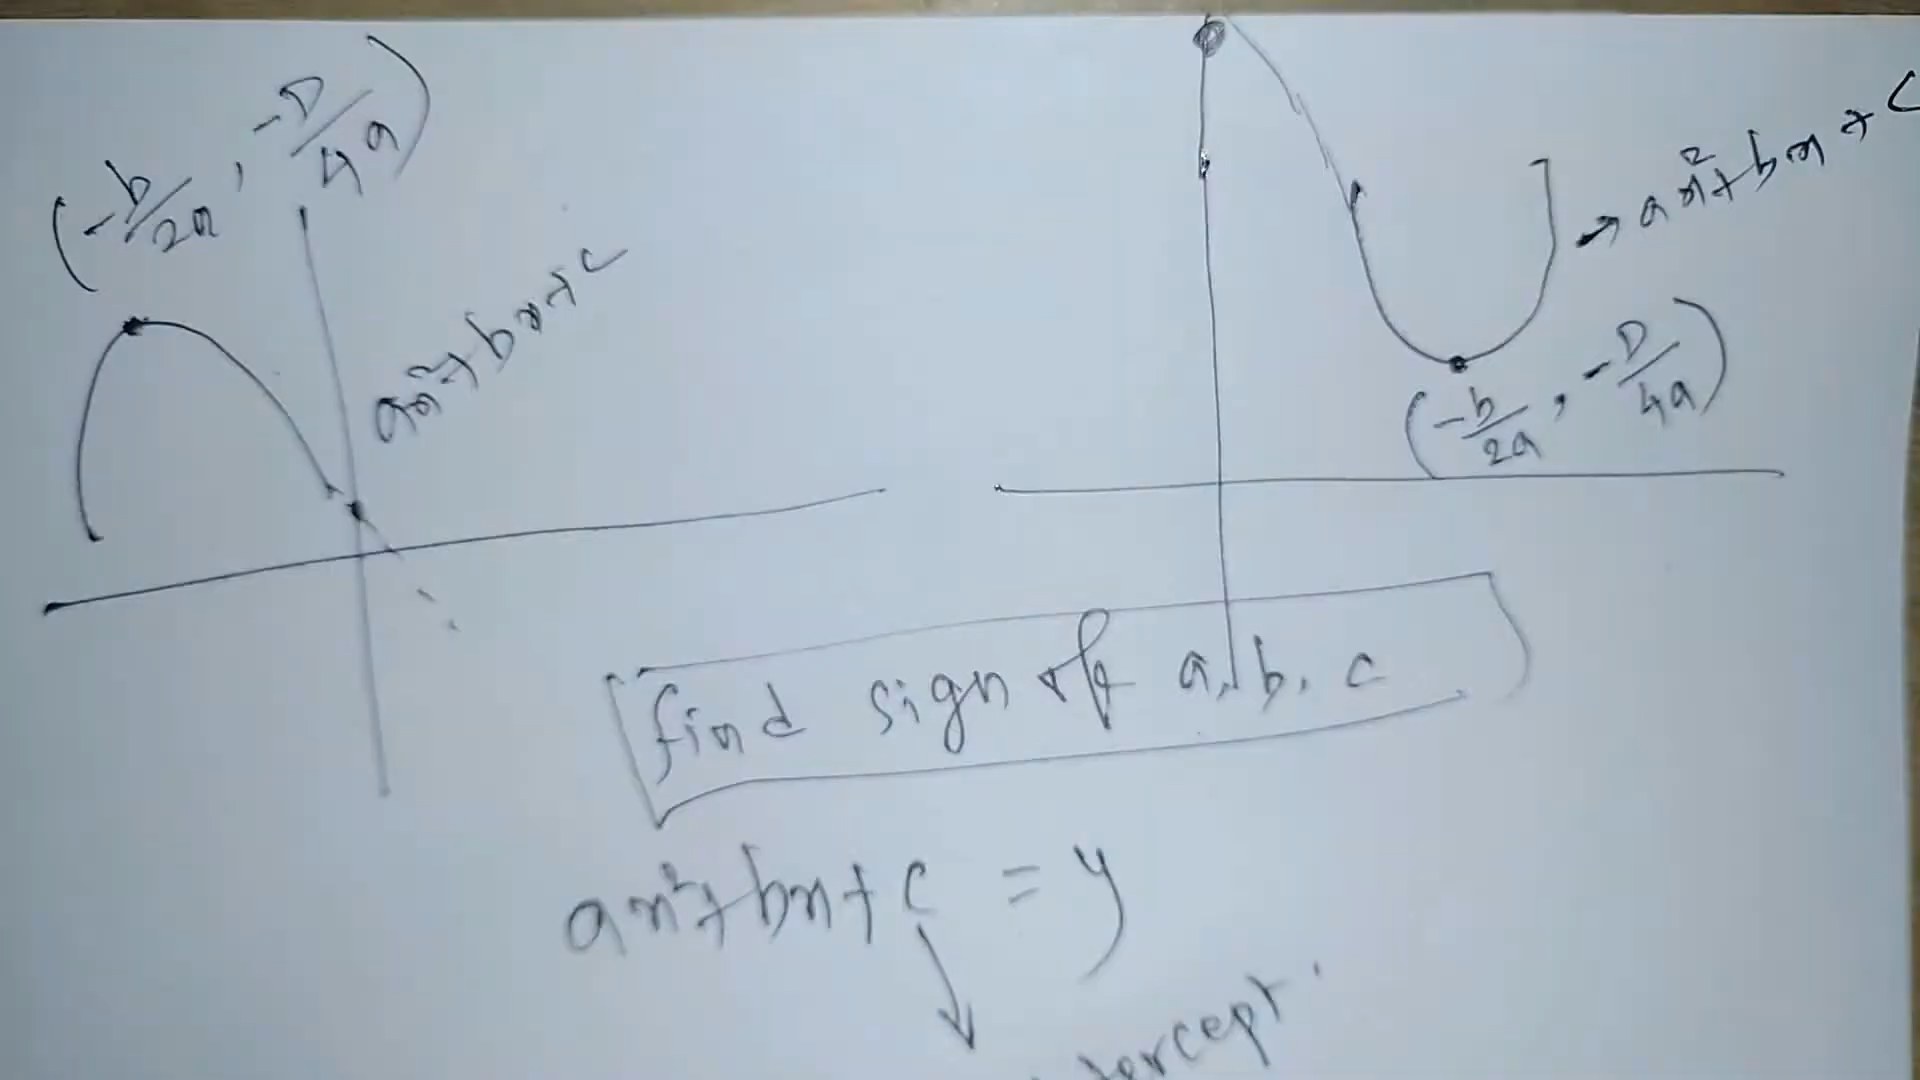 (-b/2a, -D/4a)
ax²+bx+c
→ax²+bx+c
(-b/2a, -D/4a)
find sign of a, b, c
ax²+bx+c = y